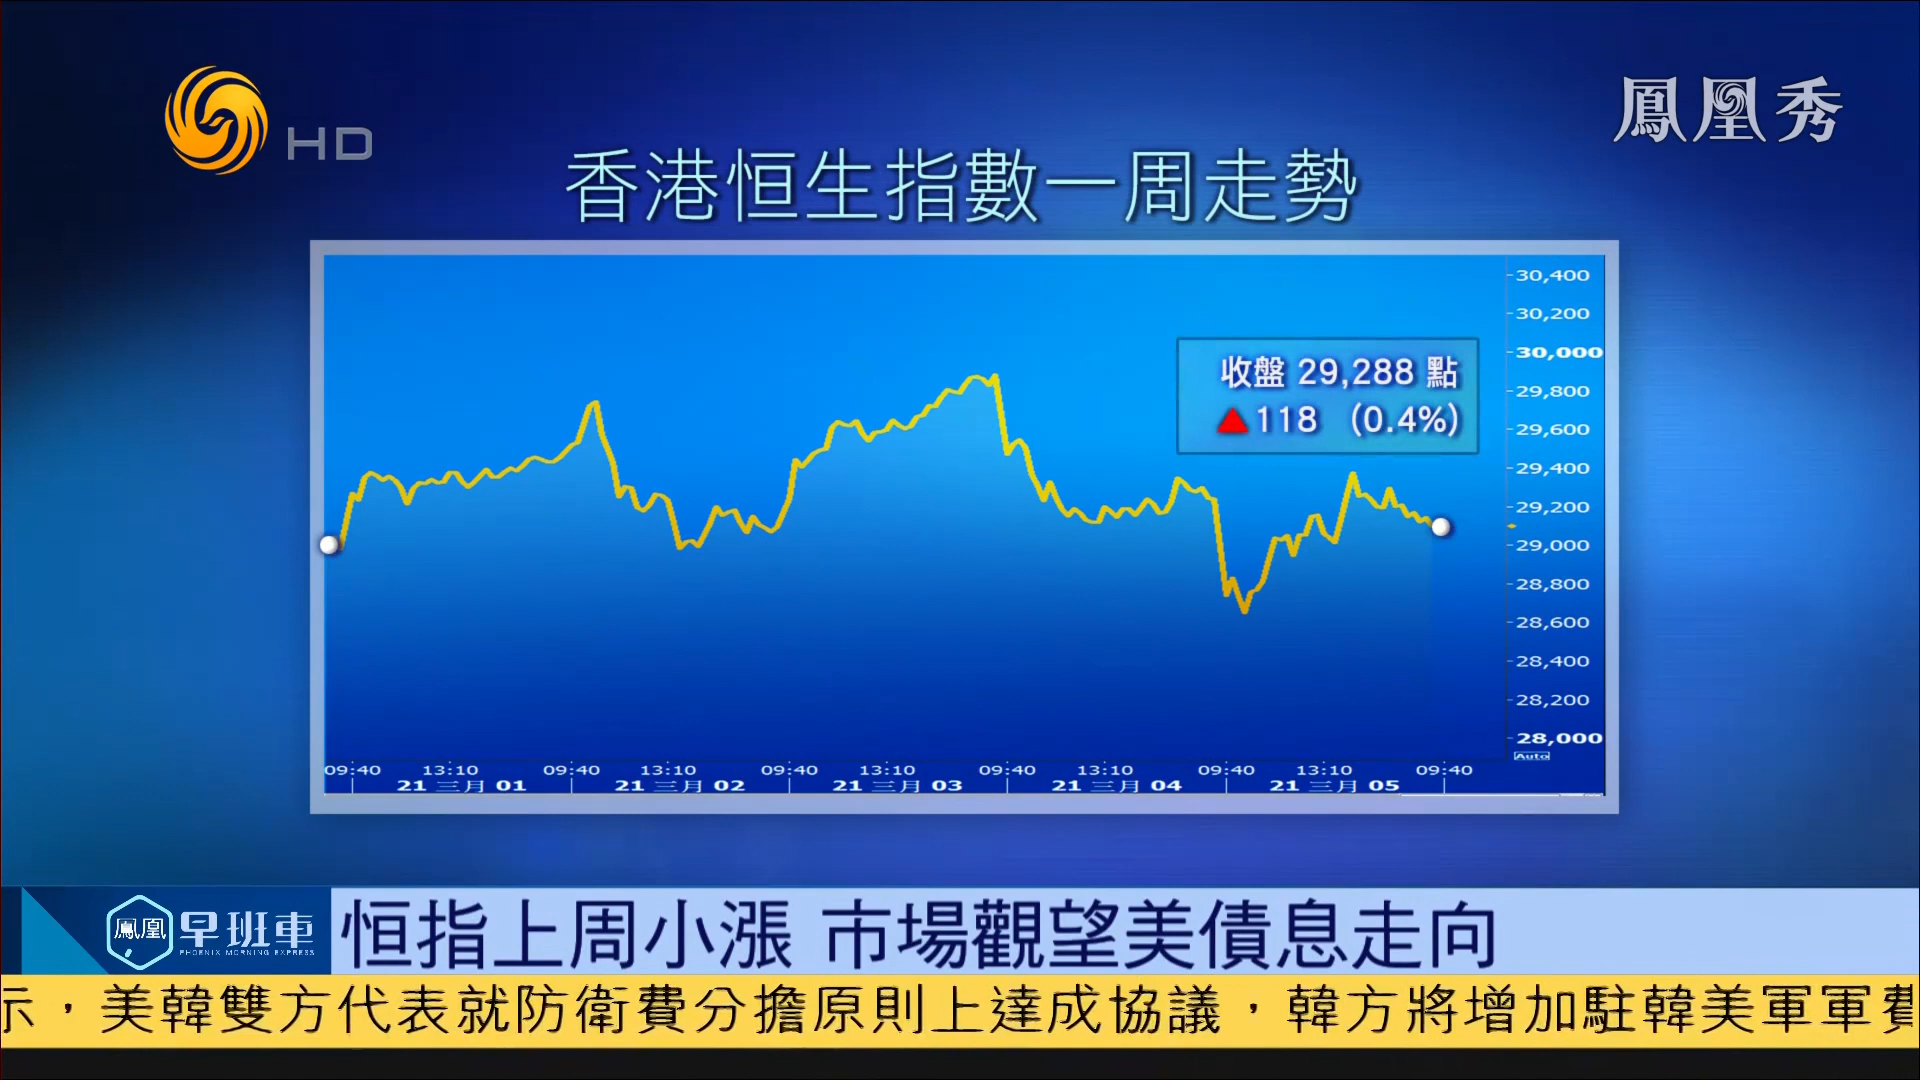 HD
鳳凰秀
香港恒生指數一周走勢
30,400
30,200
30,000
29,800
29,600
29,400
29,200
29,000
28,800
28,600
28,400
28,200
28,000
Auto
收盤 29,288 點
▲118 (0.4%)
09:40 13:10 09:40 13:10 09:40 13:10 09:40 13:10 09:40 13:10 09:40
21 三月 01 21 三月 02 21 三月 03 21 三月 04 21 三月 05
鳳凰 早班車
PHOENIX MORNING EXPRESS
恒指上周小漲 市場觀望美債息走向
示，美韓雙方代表就防衛費分擔原則上達成協議，韓方將增加駐韓美軍軍費